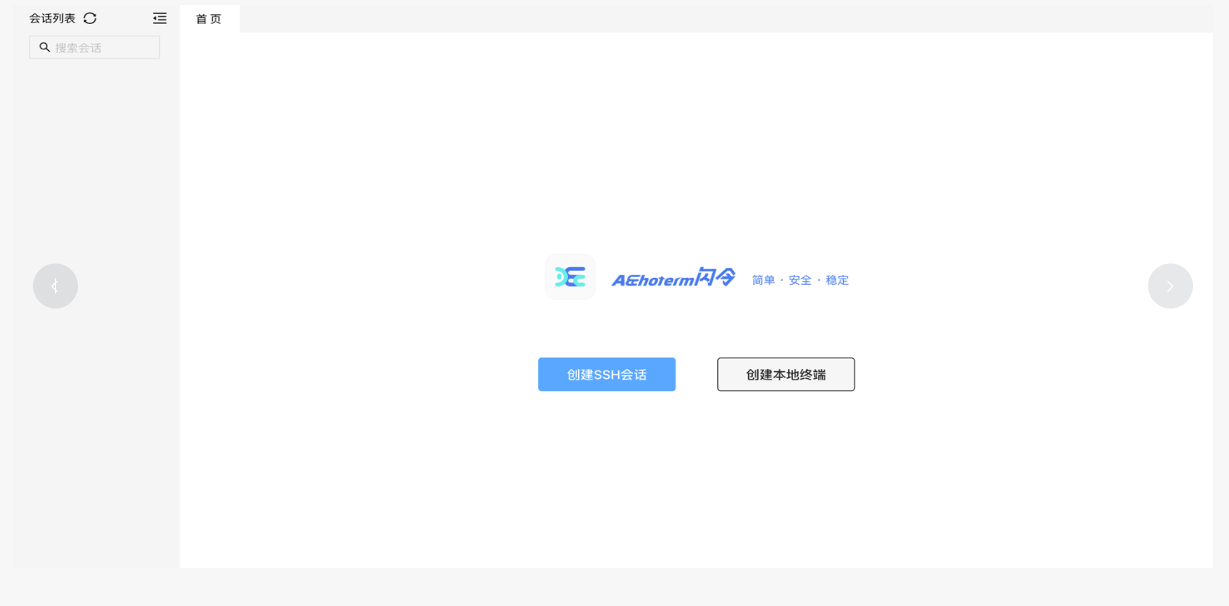 会话列表
首页
搜索会话
AEhoterm闪令
简单 · 安全 · 稳定
创建SSH会话
创建本地终端